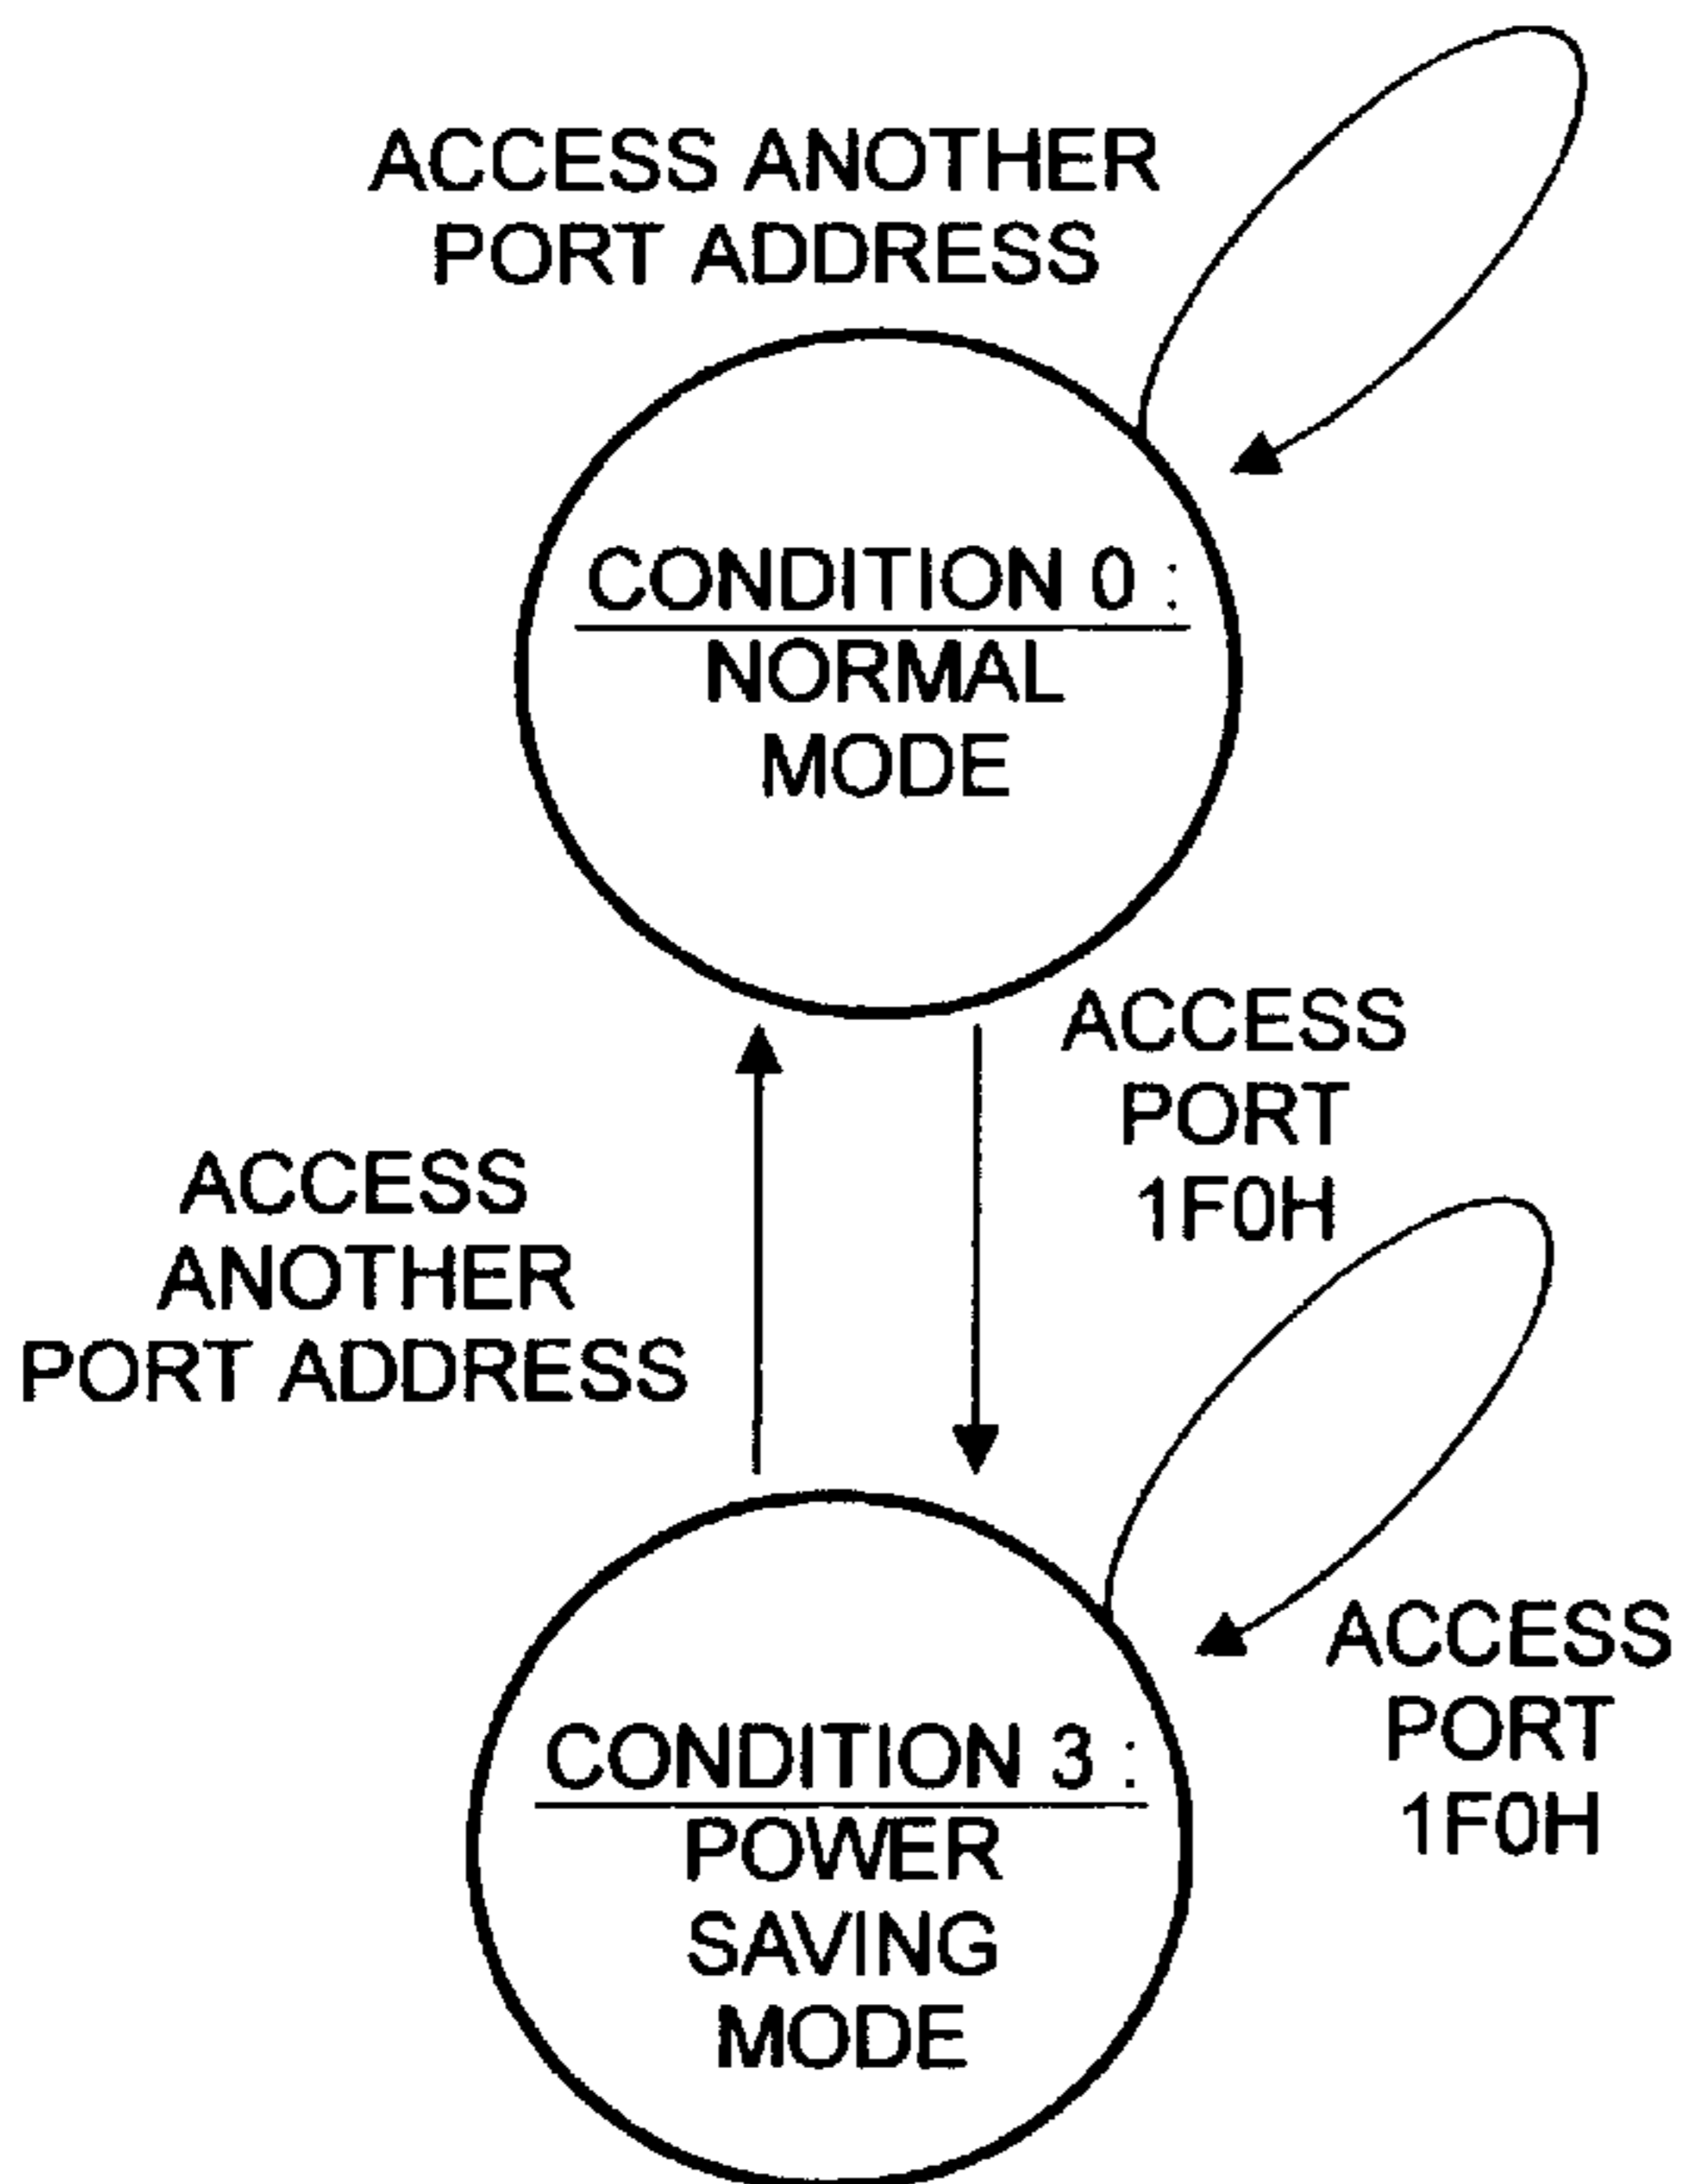 ACCESS ANOTHER
PORT ADDRESS
CONDITION 0 :
NORMAL
MODE
ACCESS
PORT
1F0H
ACCESS
ANOTHER
PORT ADDRESS
ACCESS
PORT
1F0H
CONDITION 3 :
POWER
SAVING
MODE